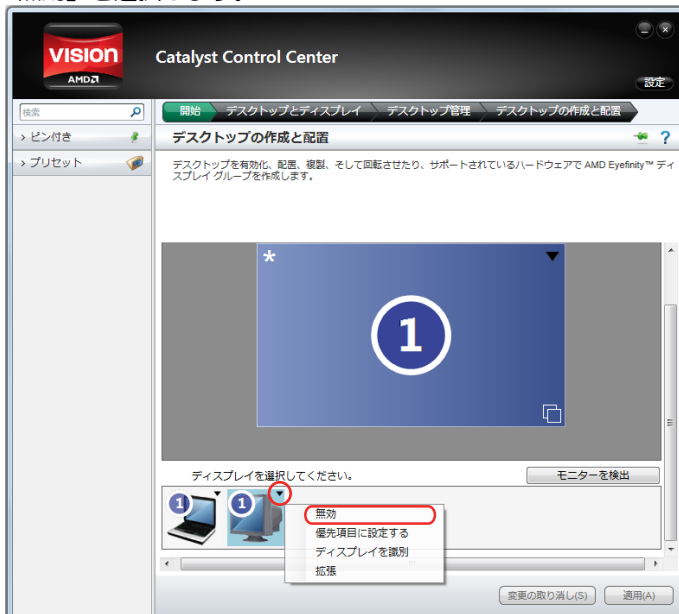 VISION
AMD
Catalyst Control Center
設定
検索
開始 デスクトップとディスプレイ デスクトップ管理 デスクトップの作成と配置
> ピン付き
デスクトップの作成と配置
?
> プリセット
デスクトップを有効化、配置、複製、そして回転させたり、サポートされているハードウェアで AMD Eyefinity™ ディ
スプレイ グループを作成します。
*
1
ディスプレイを選択してください。
モニターを検出
1
1
無効
優先項目に設定する
ディスプレイを識別
拡張
変更の取り消し(S)
適用(A)